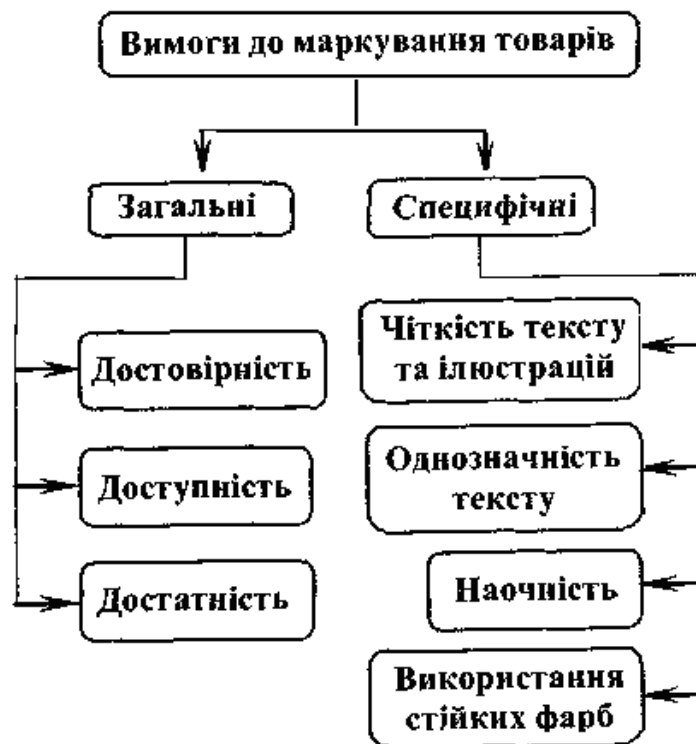 Вимоги до маркування товарів
Загальні
Специфічні
Достовірність
Доступність
Достатність
Чіткість тексту
та ілюстрацій
Однозначність
тексту
Наочність
Використання
стійких фарб